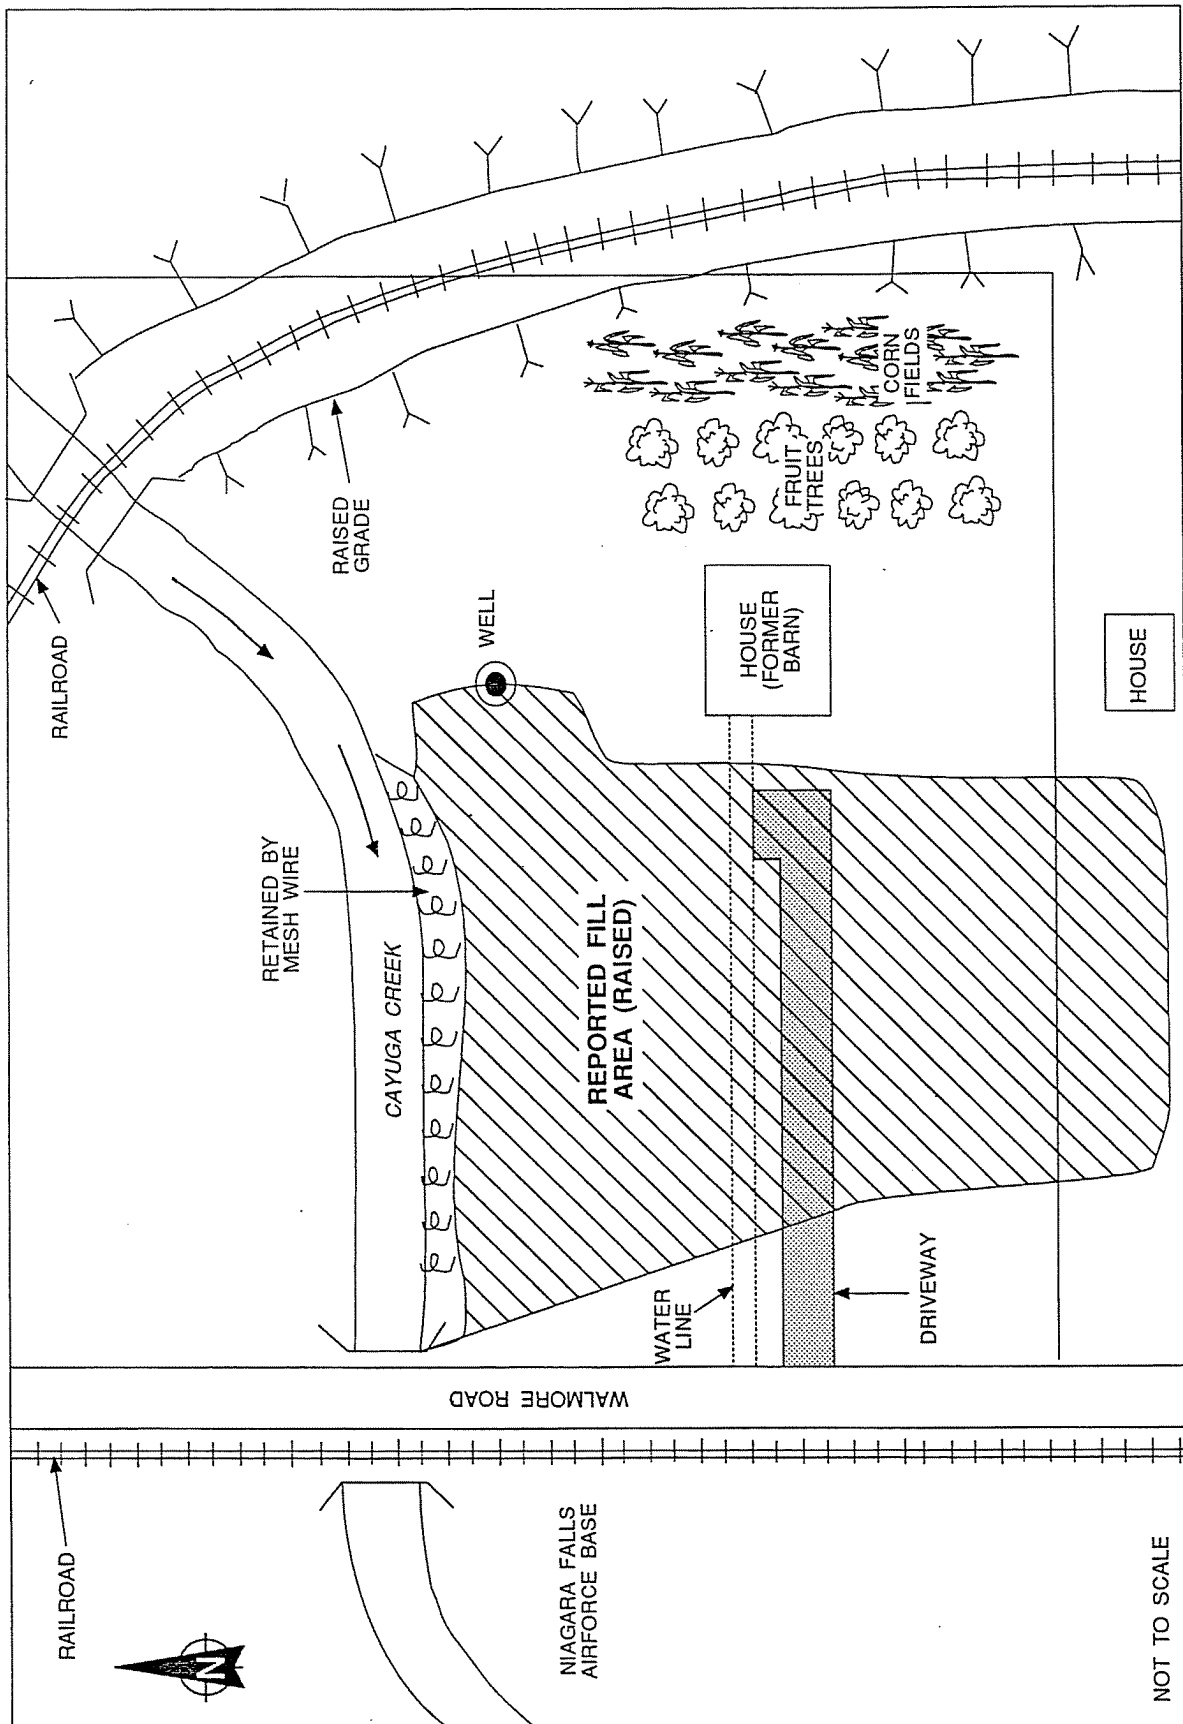 RAILROAD
RAISED
GRADE
CORN
FIELDS
FRUIT
TREES
WELL
HOUSE
(FORMER
BARN)
HOUSE
RETAINED BY
MESH WIRE
CAYUGA CREEK
REPORTED FILL
AREA (RAISED)
WATER
LINE
DRIVEWAY
WALMORE ROAD
RAILROAD
N
NIAGARA FALLS
AIRFORCE BASE
NOT TO SCALE